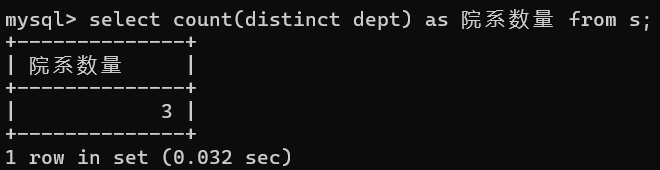 mysql> select count(distinct dept) as 院系数量 from s;
+--------------+
| 院系数量     |
+--------------+
|            3 |
+--------------+
1 row in set (0.032 sec)